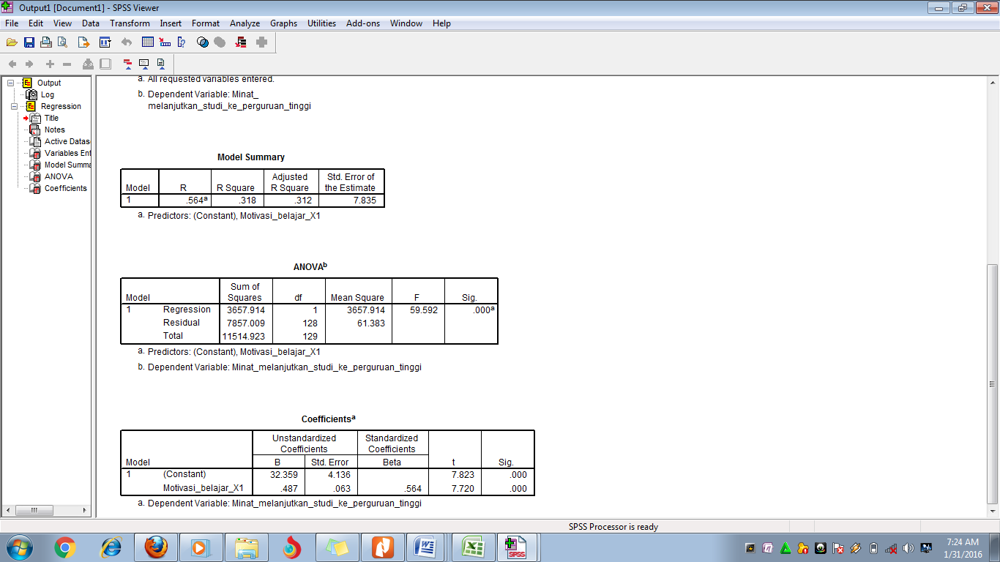 Output1 [Document1] - SPSS Viewer
File Edit View Data Transform Insert Format Analyze Graphs Utilities Add-ons Window Help
Output
Log
Regression
Title
Notes
Active Datas
Variables Ent
Model Summa
ANOVA
Coefficients
a. All requested variables entered.
b. Dependent Variable: Minat_
melanjutkan_studi_ke_perguruan_tinggi
Model Summary
Adjusted Std. Error of
Model R R Square R Square the Estimate
1 .564a .318 .312 7.835
a. Predictors: (Constant), Motivasi_belajar_X1
ANOVAb
Sum of
Model Squares df Mean Square F Sig.
1 Regression 3657.914 1 3657.914 59.592 .000a
Residual 7857.009 128 61.383
Total 11514.923 129
a. Predictors: (Constant), Motivasi_belajar_X1
b. Dependent Variable: Minat_melanjutkan_studi_ke_perguruan_tinggi
Coefficientsa
Unstandardized Standardized
Coefficients Coefficients
Model B Std. Error Beta t Sig.
1 (Constant) 32.359 4.136 7.823 .000
Motivasi_belajar_X1 .487 .063 .564 7.720 .000
a. Dependent Variable: Minat_melanjutkan_studi_ke_perguruan_tinggi
SPSS Processor is ready
SPSS
7:24 AM
1/31/2016